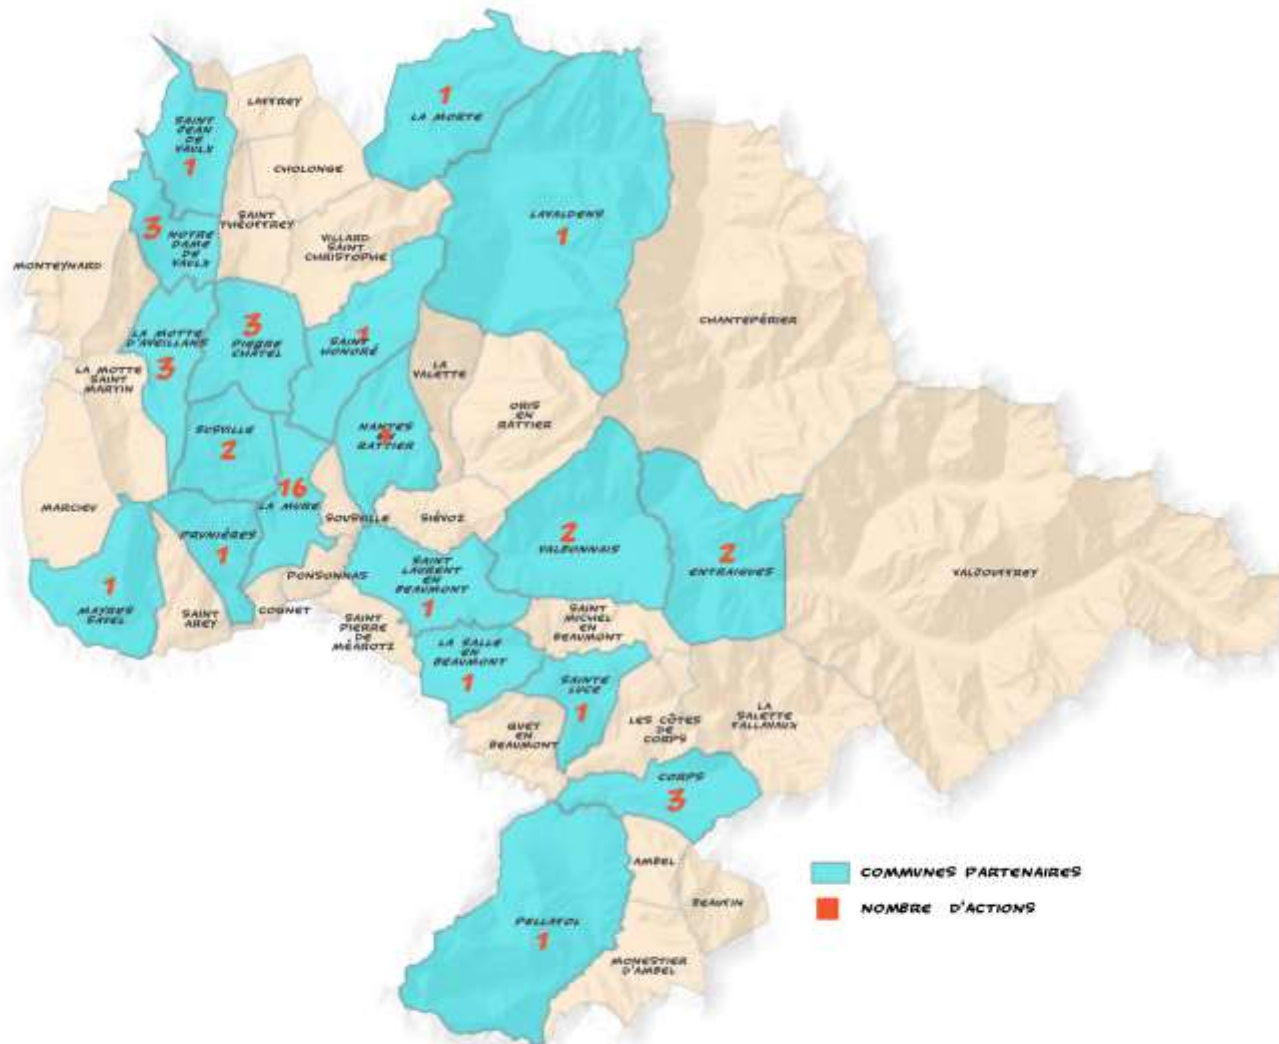 LAFFREY
1
LA MORTE
SAINT
JEAN
DE
VAULX
1
CHOLONGE
LAVALDENS
1
3
NOTRE
DAME DE
VAULX
SAINT
THÉOFFREY
VILLARD
SAINT
CHRISTOPHE
MONTEYNARD
CHANTEPÉRIER
LA MOTTE
D'AVEILLANS
3
3
PIERRE
CHÂTEL
1
SAINT
HONORÉ
LA
VALETTE
LA MOTTE
SAINT
MARTIN
ORIS
EN
RATTIER
SUSVILLE
2
NANTES
EN
RATTIER
16
LA MURE
MARCIEU
SOUSVILLE
SIÉVOZ
PRUNIÈRES
1
2
VALBONNAIS
2
ENTRAIGUES
VALJOUFFREY
SAINT
LAURENT EN
BEAUMONT
1
PONSONNAS
1
MAYRES
SAVEL
SAINT
AREY
COGNET
SAINT
PIERRE
DE
MÉAROTZ
SAINT
MICHEL EN
BEAUMONT
LA SALLE
EN
BEAUMONT
1
SAINTE
LUCE
1
QUET
EN
BEAUMONT
LES CÔTES
DE
CORPS
LA
SALETTE
FALLAVAUX
CORPS
3
AMBEL
BEAUFIN
PELLAFOL
1
MONESTIER
D'AMBEL
COMMUNES PARTENAIRES
NOMBRE D'ACTIONS